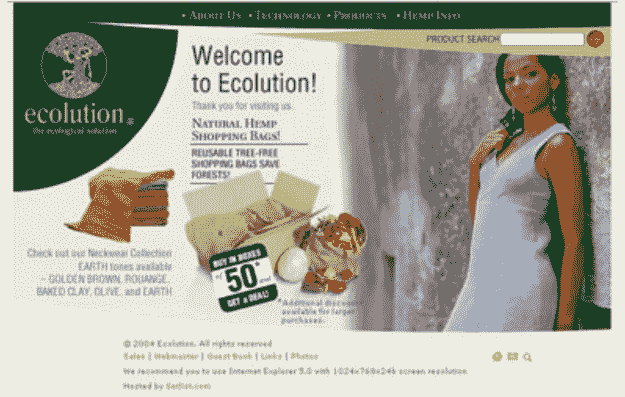 • About Us • Technology • Products • Hemp Info
PRODUCT SEARCH
ecolution
the ecological solution
Welcome
to Ecolution!
Thank you for visiting us.
Natural Hemp
Shopping Bags!
REUSABLE TREE-FREE
SHOPPING BAGS SAVE
FORESTS!
Check out our Neckwear Collection
EARTH tones available
- GOLDEN BROWN, ROUANGE,
BAKED CLAY, OLIVE, and EARTH
BUY IN BOXES
of 50
GET a DEAL!
*Additional discount
available for larger
purchases.
© 2004 Ecolution. All rights reserved
Sales | Webmaster | Guest Book | Links | Photos
We recommend you to use Internet Explorer 5.0 with 1024x768x24b screen resolution
Hosted by